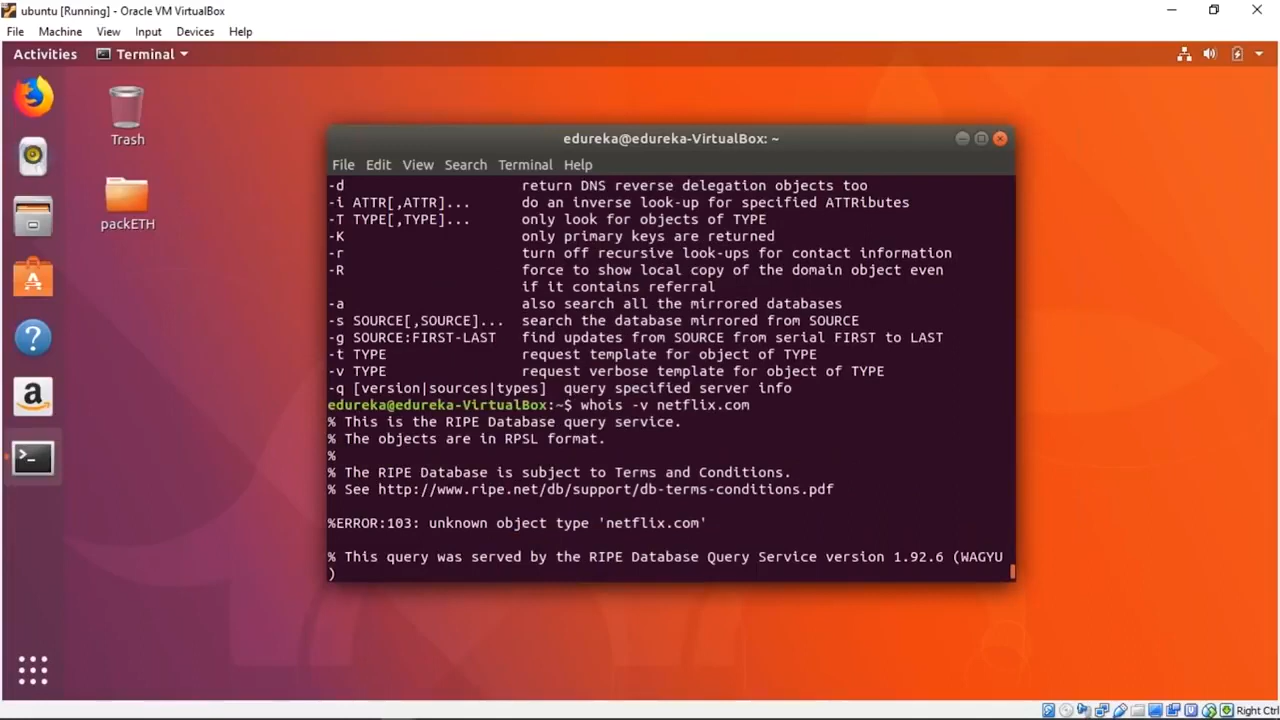 ubuntu [Running] - Oracle VM VirtualBox
File Machine View Input Devices Help
Activities Terminal
Trash
packETH
edureka@edureka-VirtualBox: ~
File Edit View Search Terminal Help
-d return DNS reverse delegation objects too
-i ATTR[,ATTR]... do an inverse look-up for specified ATTRibutes
-T TYPE[,TYPE]... only look for objects of TYPE
-K only primary keys are returned
-r turn off recursive look-ups for contact information
-R force to show local copy of the domain object even
if it contains referral
-a also search all the mirrored databases
-s SOURCE[,SOURCE]... search the database mirrored from SOURCE
-g SOURCE:FIRST-LAST find updates from SOURCE from serial FIRST to LAST
-t TYPE request template for object of TYPE
-v TYPE request verbose template for object of TYPE
-q [version|sources|types] query specified server info
edureka@edureka-VirtualBox:~$ whois -v netflix.com
% This is the RIPE Database query service.
% The objects are in RPSL format.
%
% The RIPE Database is subject to Terms and Conditions.
% See http://www.ripe.net/db/support/db-terms-conditions.pdf
%ERROR:103: unknown object type 'netflix.com'
% This query was served by the RIPE Database Query Service version 1.92.6 (WAGYU
)
Right Ctrl